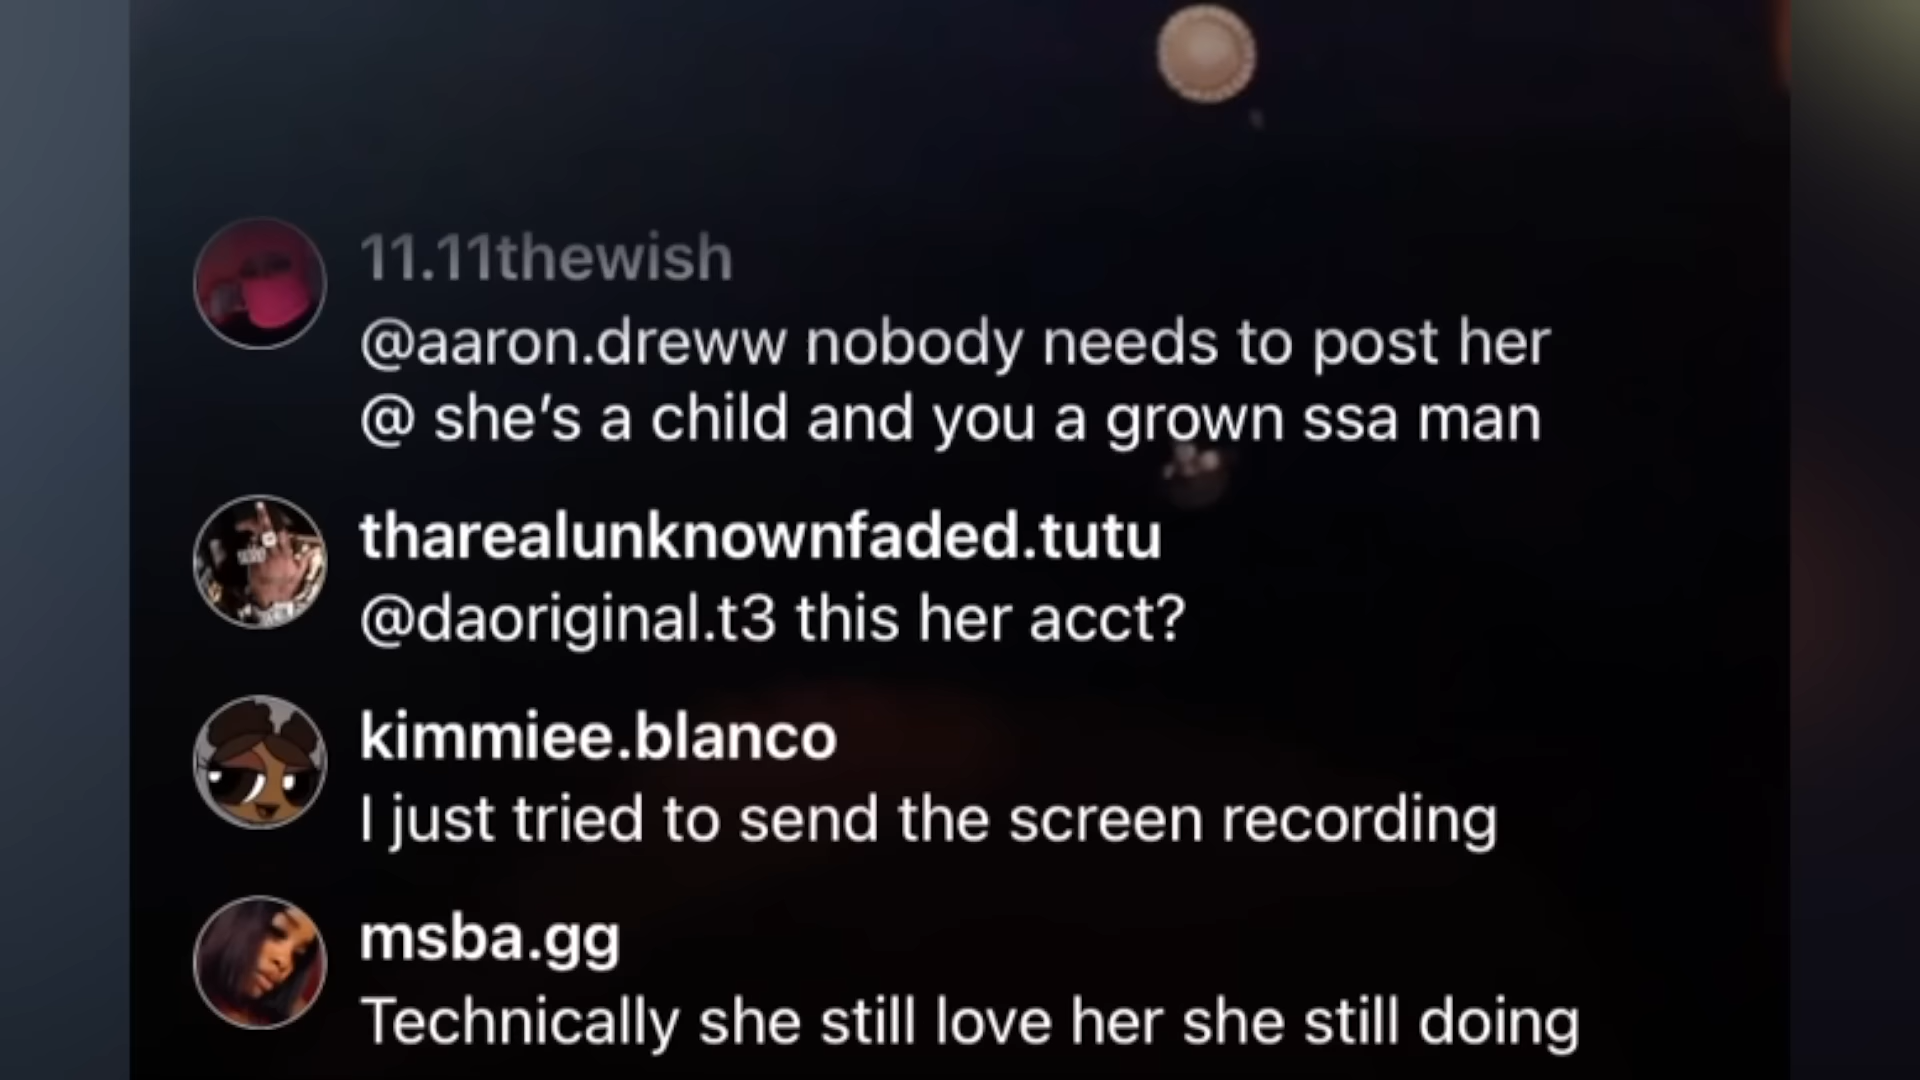 11.11thewish
@aaron.dreww nobody needs to post her
@ she's a child and you a grown ssa man
tharealunknownfaded.tutu
@daoriginal.t3 this her acct?
kimmiee.blanco
I just tried to send the screen recording
msba.gg
Technically she still love her she still doing